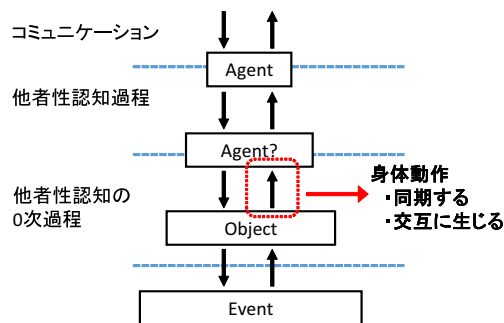 コミュニケーション
Agent
他者性認知過程
Agent?
身体動作
・同期する
・交互に生じる
他者性認知の
0次過程
Object
Event